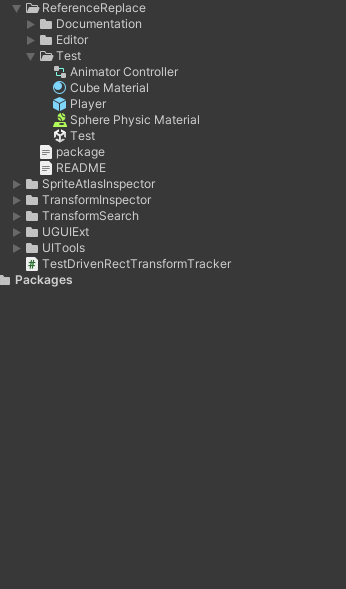 ReferenceReplace
Documentation
Editor
Test
Animator Controller
Cube Material
Player
Sphere Physic Material
Test
package
README
SpriteAtlasInspector
TransformInspector
TransformSearch
UGUIExt
UITools
TestDrivenRectTransformTracker
Packages